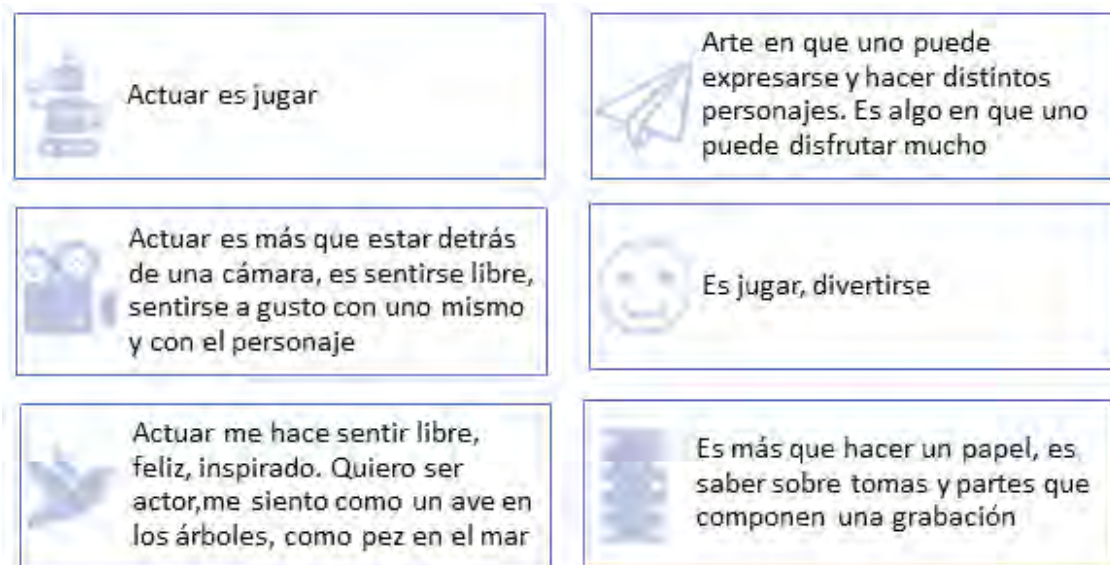 Actuar es jugar
Arte en que uno puede
expresarse y hacer distintos
personajes. Es algo en que uno
puede disfrutar mucho
Actuar es más que estar detrás
de una cámara, es sentirse libre,
sentirse a gusto con uno mismo
y con el personaje
Es jugar, divertirse
Actuar me hace sentir libre,
feliz, inspirado. Quiero ser
actor,me siento como un ave en
los árboles, como pez en el mar
Es más que hacer un papel, es
saber sobre tomas y partes que
componen una grabación